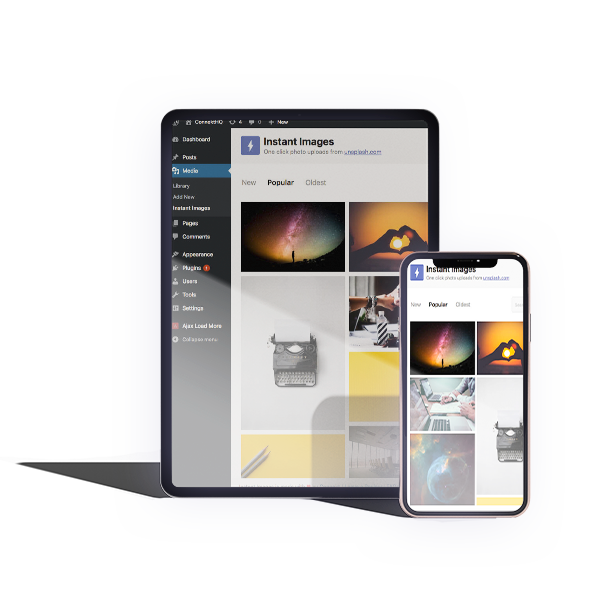 ConnektHQ 4 0 New
Dashboard
Posts
Media
Library
Add New
Instant Images
Pages
Comments
Appearance
Plugins 1
Users
Tools
Settings
Ajax Load More
Collapse menu
Instant Images
One click photo uploads from unsplash.com
New Popular Oldest
Instant Images
One click photo uploads from unsplash.com
New Popular Oldest